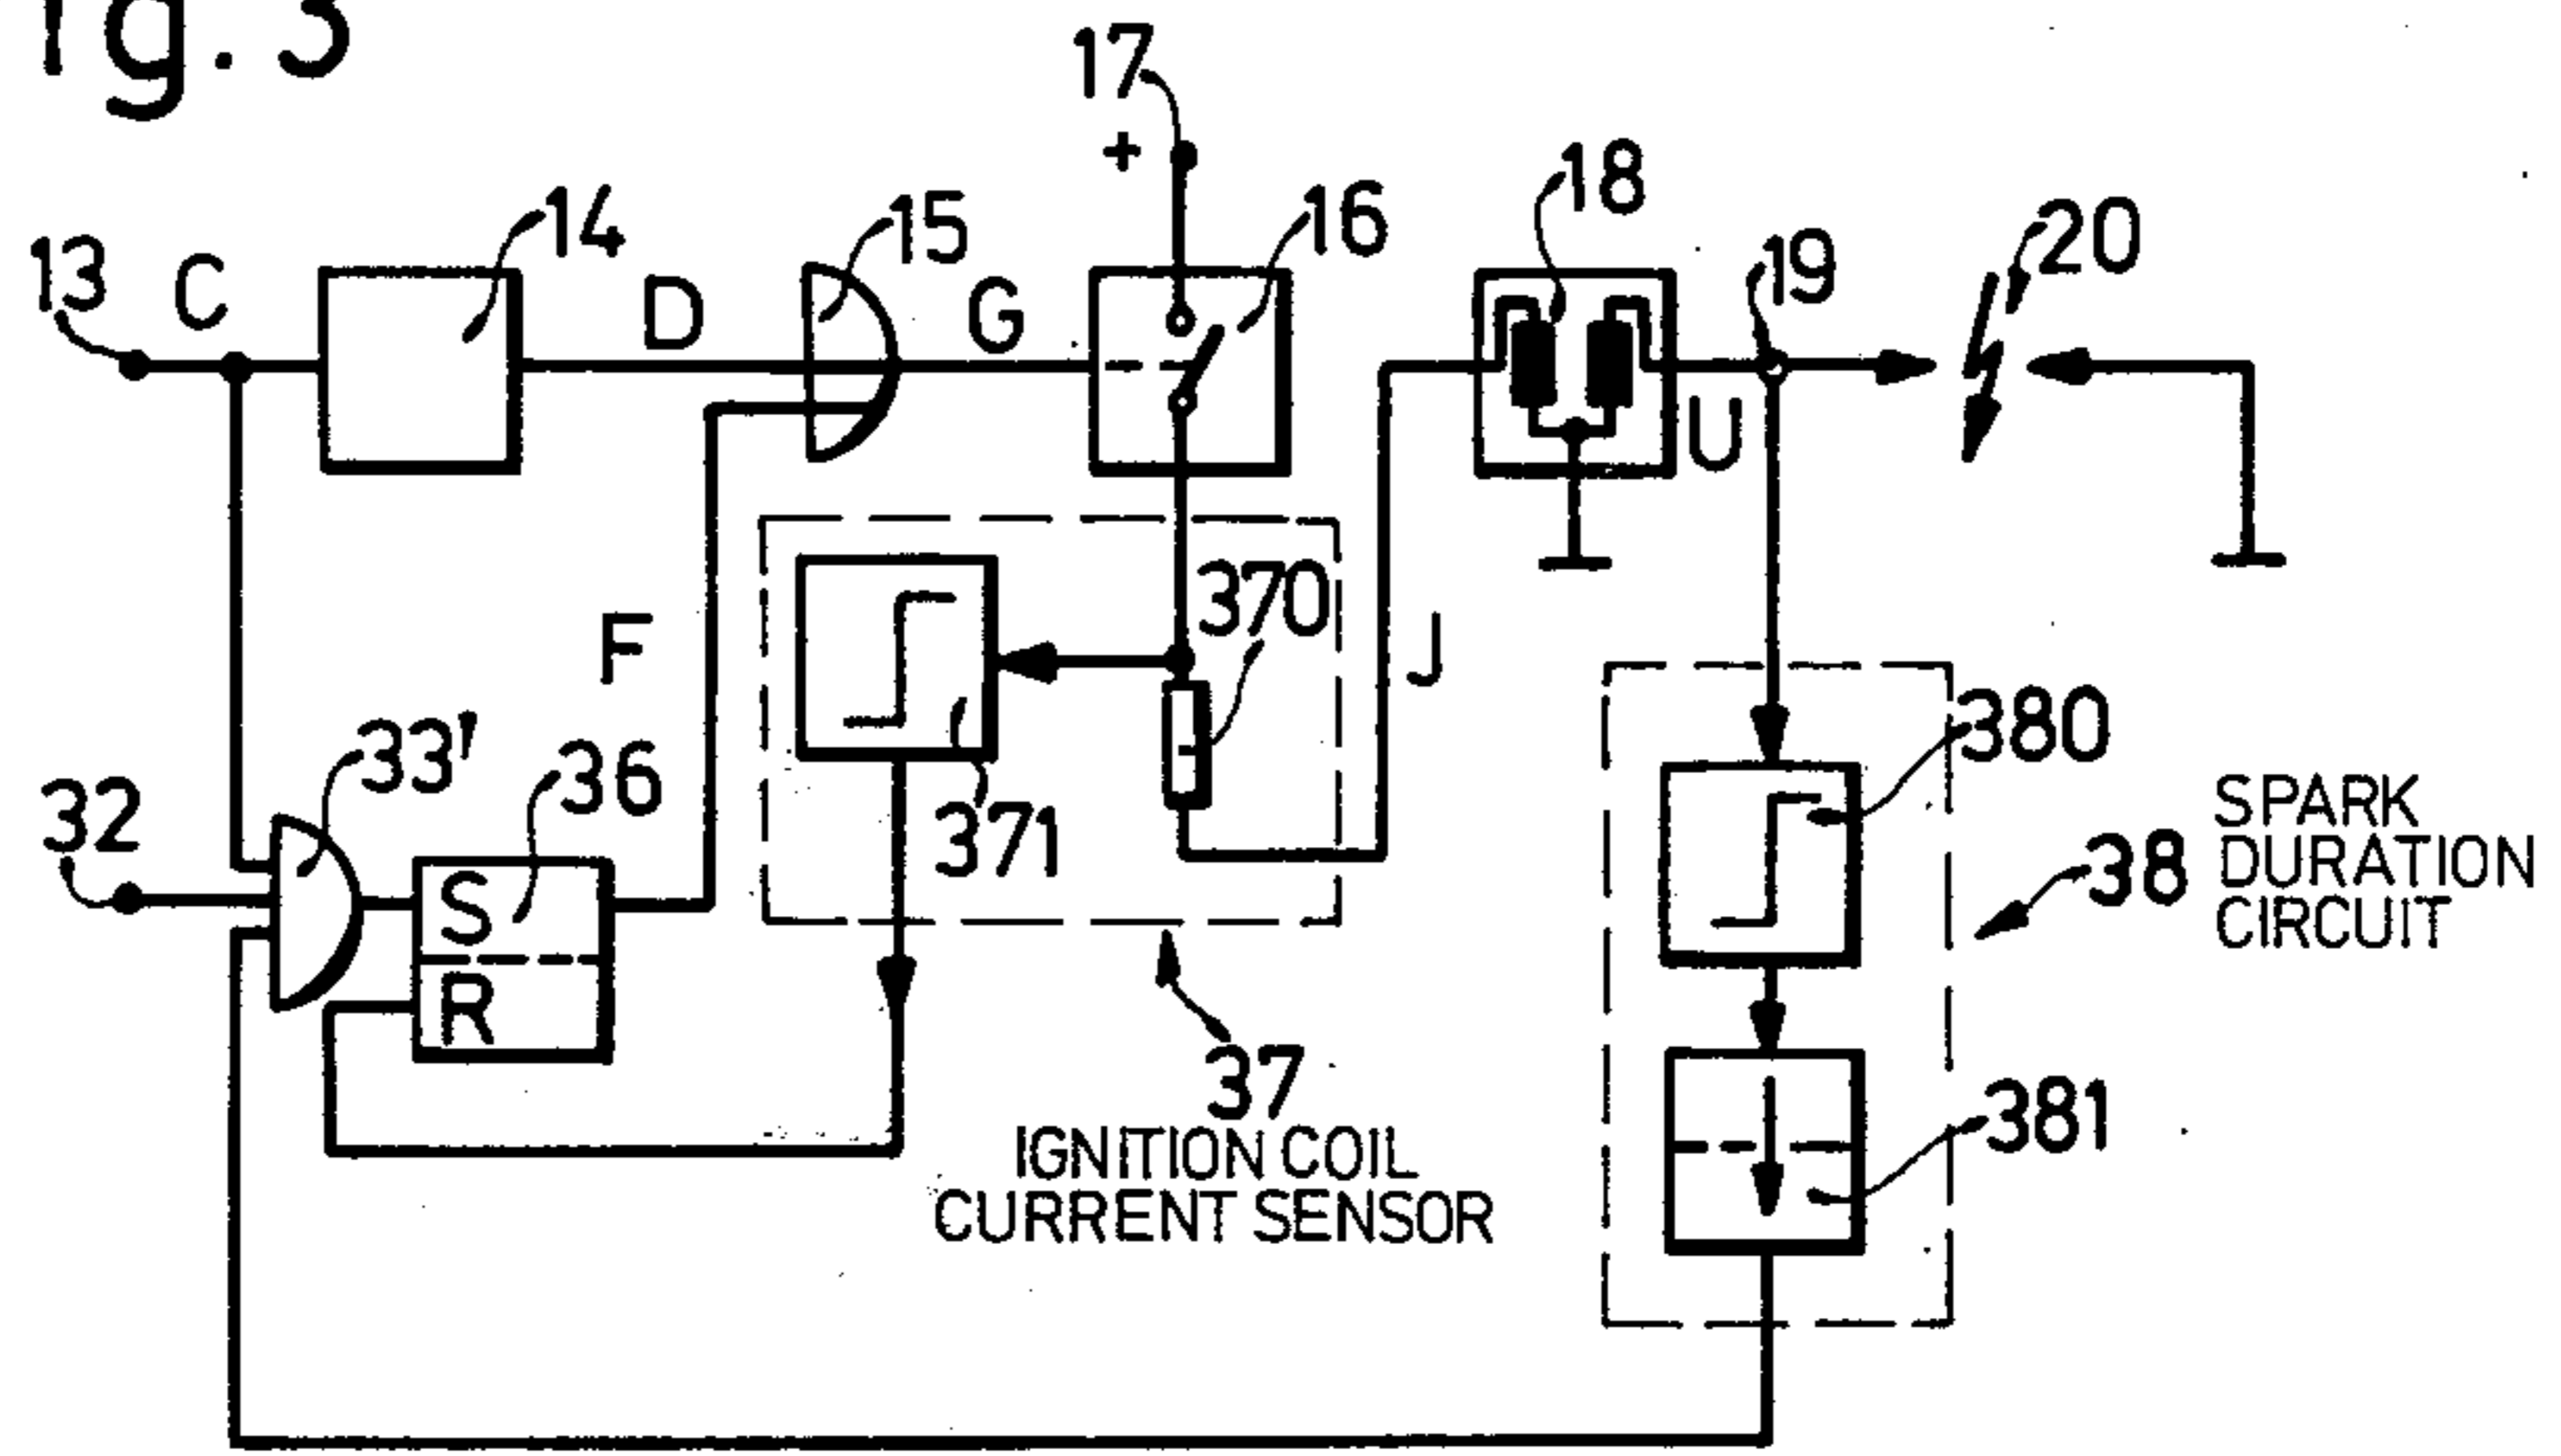 ig. 3
17
+
18
14
15
16
20
13
C
D
G
19
U
370
F
J
33'
36
380
32
371
SPARK
38 DURATION
CIRCUIT
S
R
37
381
IGNITION COIL
CURRENT SENSOR